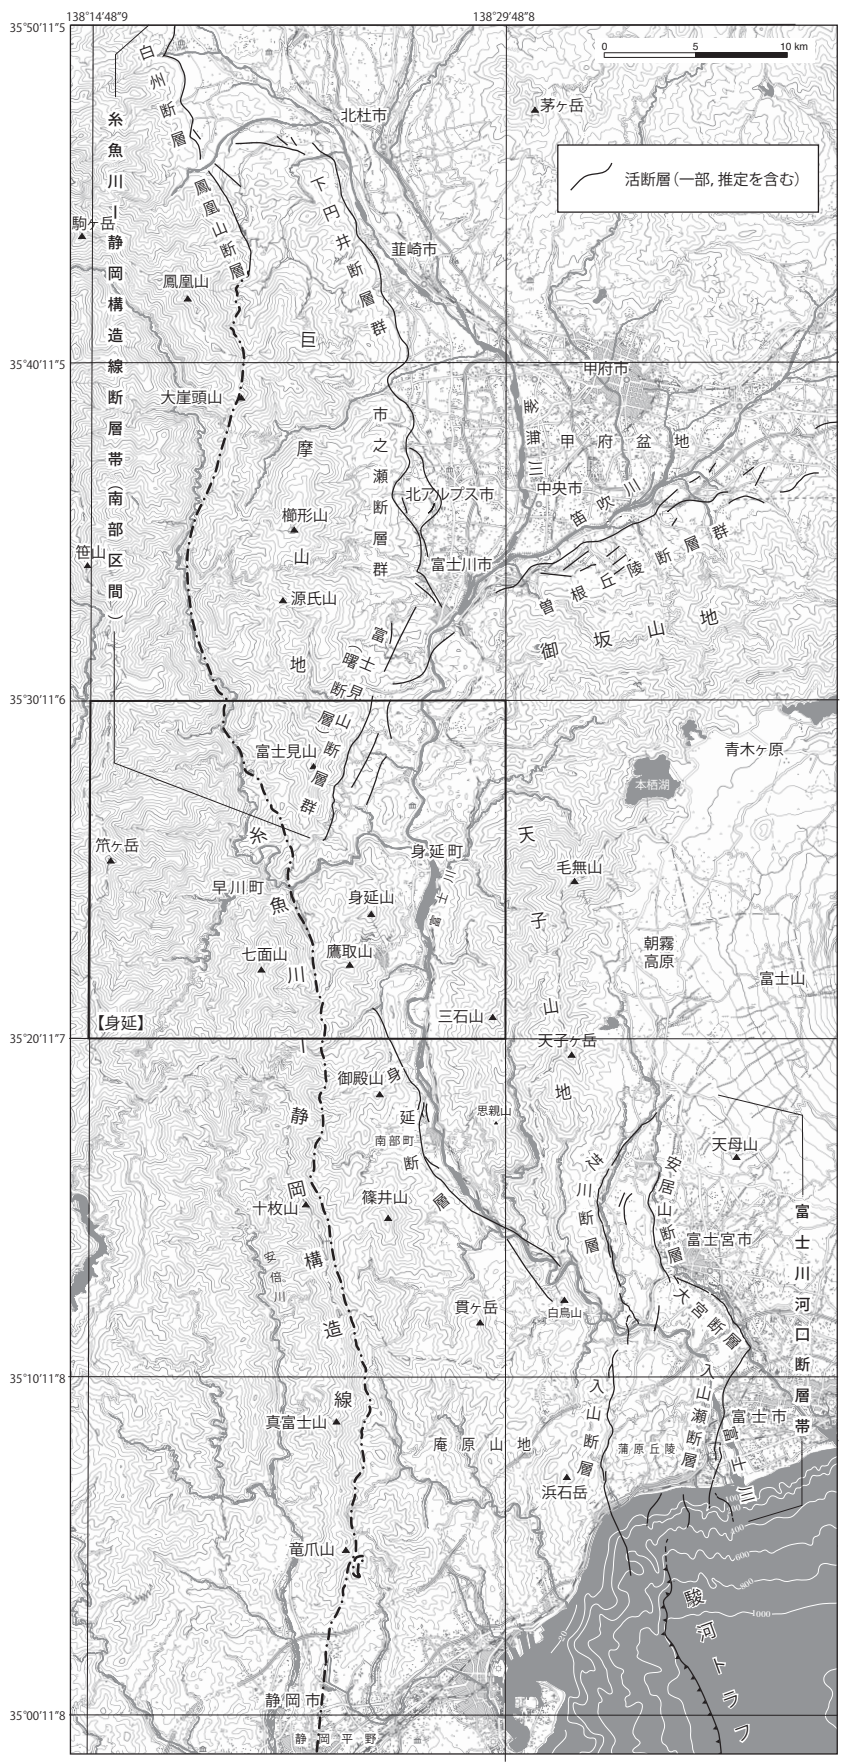 138°14′48″9
138°29′48″8
35°50′11″5
0 5 10 km
白州断層
北杜市
茅ヶ岳
活断層(一部, 推定を含む)
糸魚川ー静岡構造線断層帯(南部区間)
鳳凰山断層
下円井断層群
駒ヶ岳
韮崎市
鳳凰山
35°40′11″5
巨摩山地
甲府市
大崖頭山
釜無川
市之瀬断層群
甲府盆地
北アルプス市
中央市
笛吹川
櫛形山
笹山
富士川市
曽根丘陵断層群
源氏山
御坂山地
富士見山断層群
(曙断層)
35°30′11″6
富士見山
青木ヶ原
本栖湖
糸魚川ー静岡構造線
笊ヶ岳
早川町
身延町
天子山地
毛無山
身延山
富士川
朝霧高原
七面山
鷹取山
富士山
【身延】
三石山
35°20′11″7
天子ヶ岳
御殿山
身延断層
思親山
南部町
天母山
芝川断層
安居山断層
十枚山
篠井山
富士宮市
富士川河口断層帯
安倍川
大宮断層
貫ヶ岳
白鳥山
35°10′11″8
入山断層
入山瀬断層
真富士山
富士市
庵原山地
蒲原丘陵
富士川
浜石岳
100
400
600
800
1000
竜爪山
駿河トラフ
静岡市
35°00′11″8
静岡平野